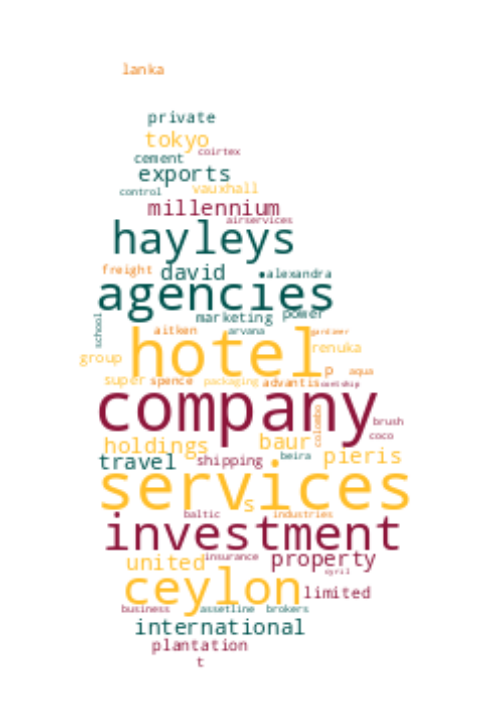 lanka
private
tokyo
coirtex
cement
exports
vauxhall
control
millennium
airservices
hayleys
freight david alexandra
agencies
school
marketing power
aitken arvana gardiner
hotel
renuka
group
p aqua
super spence packaging advantis
company
colombo
brush
coco
holdings baur
pieris
travel shipping beira
services
s
baltic industries
investment
insurance property
united
cyril
ceylon limited
business assetline brokers
international
plantation
t